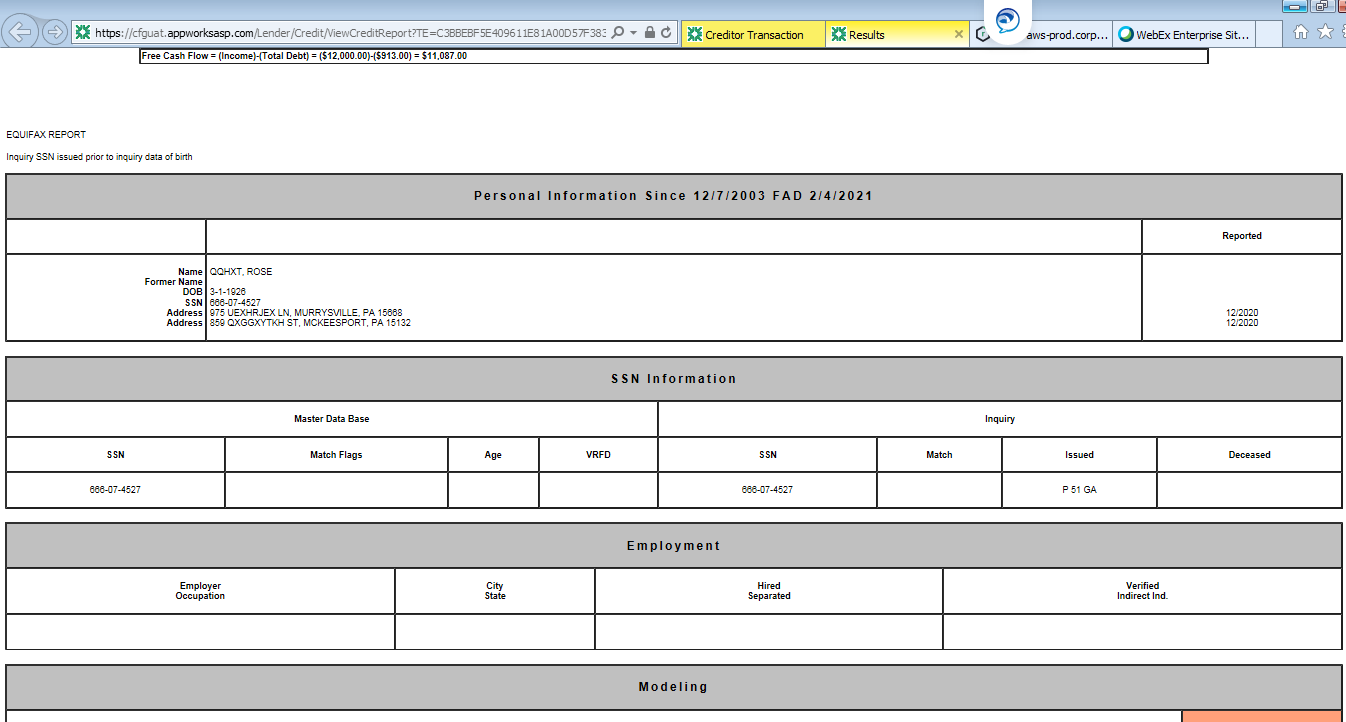 https://cfguat.appworksasp.com/Lender/Credit/ViewCreditReport?TE=C3BBEBF5E409611E81A00D57F383
Creditor Transaction
Results
aws-prod.corp...
WebEx Enterprise Sit...
Free Cash Flow = (Income)-(Total Debt) = ($12,000.00)-($913.00) = $11,087.00
EQUIFAX REPORT
Inquiry SSN issued prior to inquiry data of birth
Personal Information Since 12/7/2003 FAD 2/4/2021
Reported
Name QQHXT, ROSE
Former Name
DOB 3-1-1926
SSN 666-07-4527
Address 975 UEXHRJEX LN, MURRYSVILLE, PA 15668 12/2020
Address 859 QXGGXYTKH ST, MCKEESPORT, PA 15132 12/2020
SSN Information
Master Data Base Inquiry
SSN Match Flags Age VRFD SSN Match Issued Deceased
666-07-4527 666-07-4527 P 51 GA
Employment
Employer City Hired Verified
Occupation State Separated Indirect Ind.
Modeling